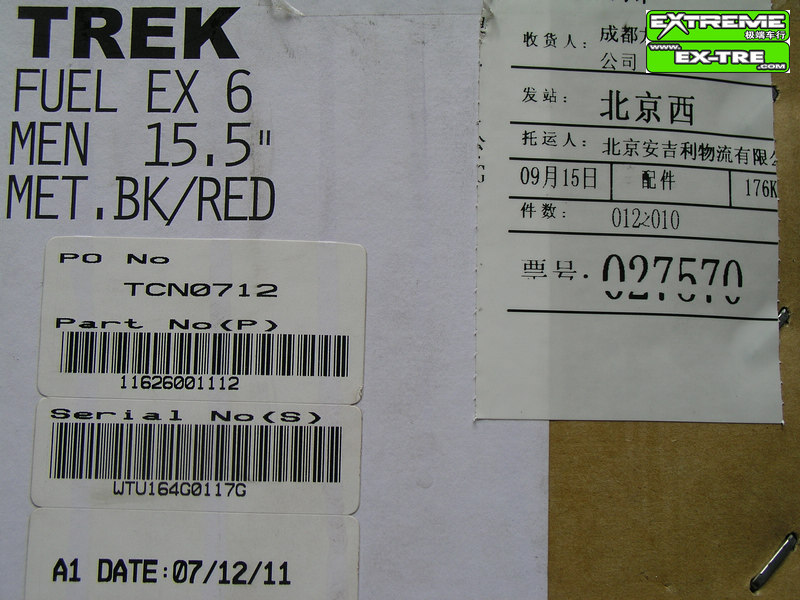 TREK
FUEL EX 6
MEN 15.5"
MET.BK/RED
PO No
TCN0712
Part No(P)
11626001112
Serial No(S)
WTU164G0117G
A1 DATE:07/12/11
收货人： 成都
公司
发站： 北京西
托运人： 北京安吉利物流有限公
09月15日 配件 176K
件数： 012 010
票号. 027570
EXTREME
极端车行
www.
EX-TRE
.com